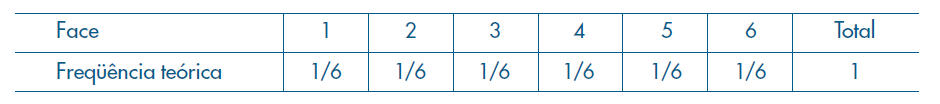 Face 1 2 3 4 5 6 Total
Freqüência teórica 1/6 1/6 1/6 1/6 1/6 1/6 1